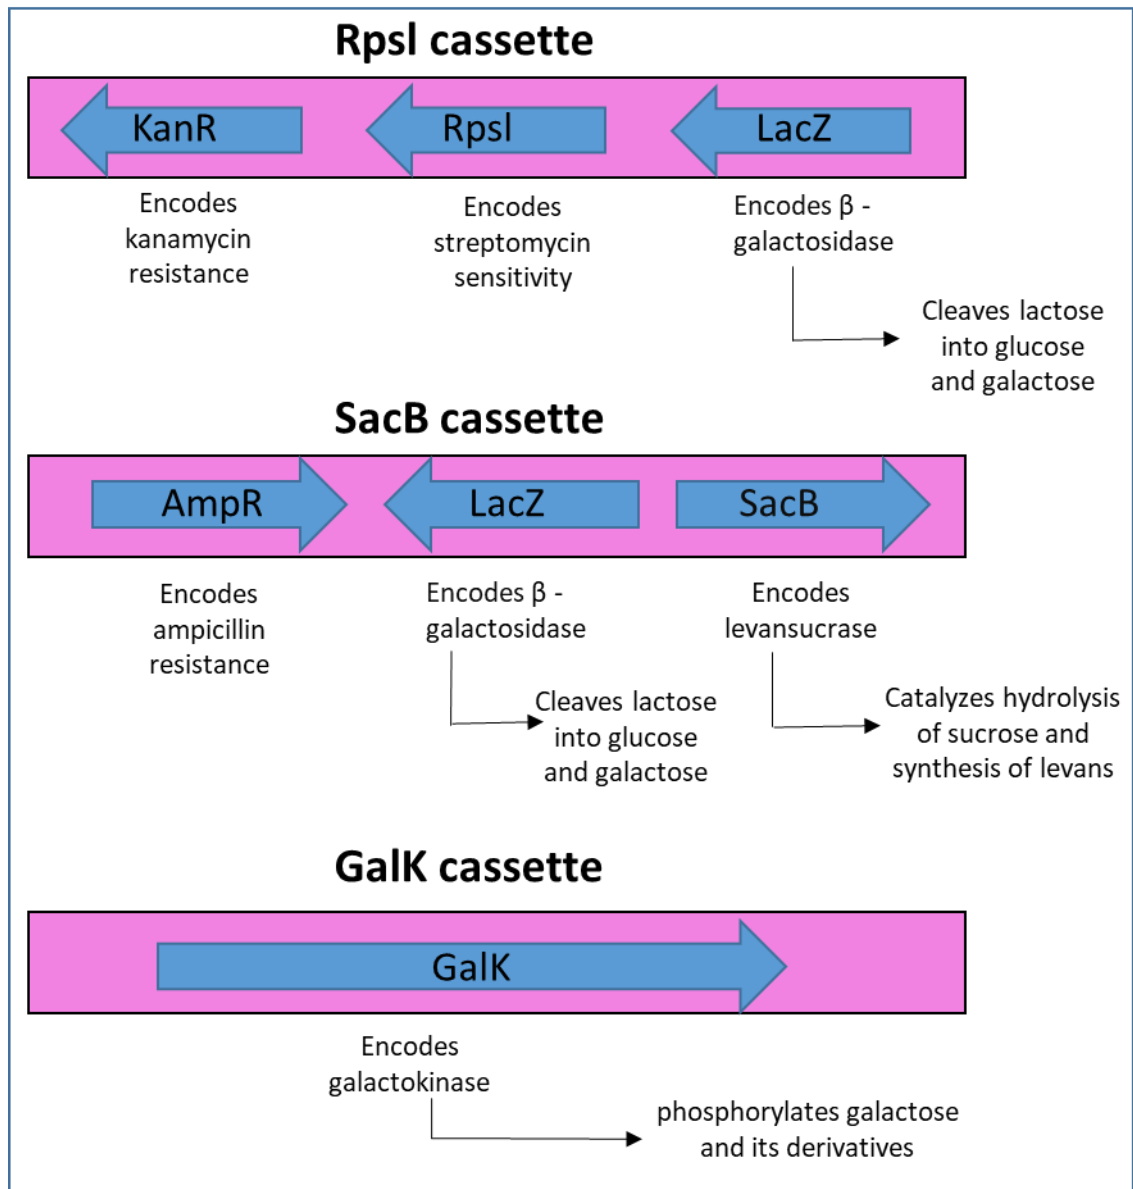 Rpsl cassette
KanR
Rpsl
LacZ
Encodes
kanamycin
resistance
Encodes
streptomycin
sensitivity
Encodes β -
galactosidase
Cleaves lactose
into glucose
and galactose
SacB cassette
AmpR
LacZ
SacB
Encodes
ampicillin
resistance
Encodes β -
galactosidase
Cleaves lactose
into glucose
and galactose
Encodes
levansucrase
Catalyzes hydrolysis
of sucrose and
synthesis of levans
GalK cassette
GalK
Encodes
galactokinase
phosphorylates galactose
and its derivatives